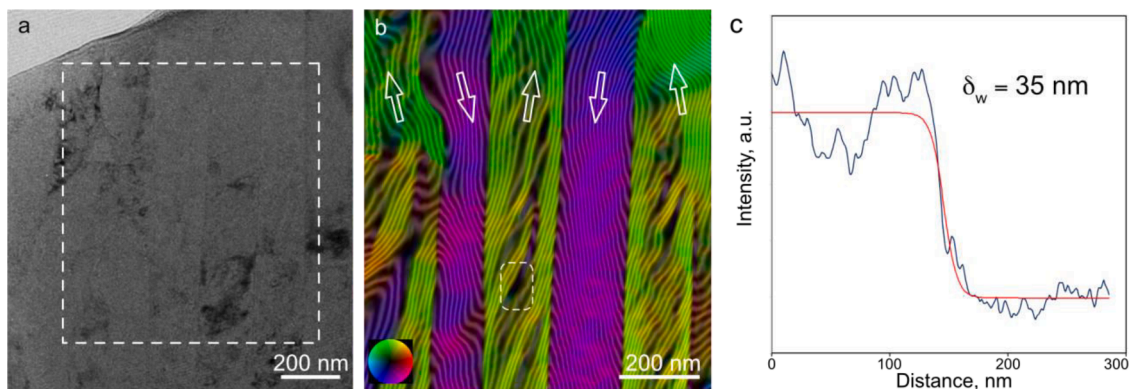 a
200 nm
b
200 nm
c
δw = 35 nm
Intensity, a.u.
0
100
200
300
Distance, nm